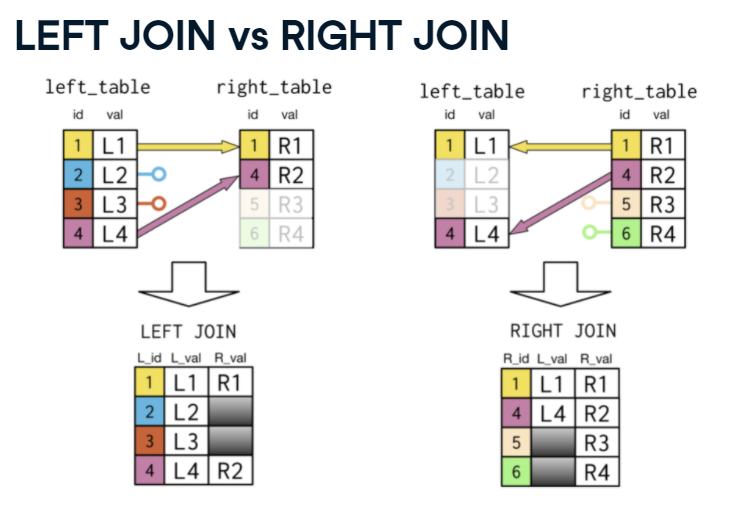 LEFT JOIN vs RIGHT JOIN
left_table right_table
id val id val
1 L1 1 R1
2 L2 4 R2
3 L3 5 R3
4 L4 6 R4
LEFT JOIN
L_id L_val R_val
1 L1 R1
2 L2
3 L3
4 L4 R2
left_table right_table
id val id val
1 L1 1 R1
2 L2 4 R2
3 L3 5 R3
4 L4 6 R4
RIGHT JOIN
R_id L_val R_val
1 L1 R1
4 L4 R2
5 R3
6 R4